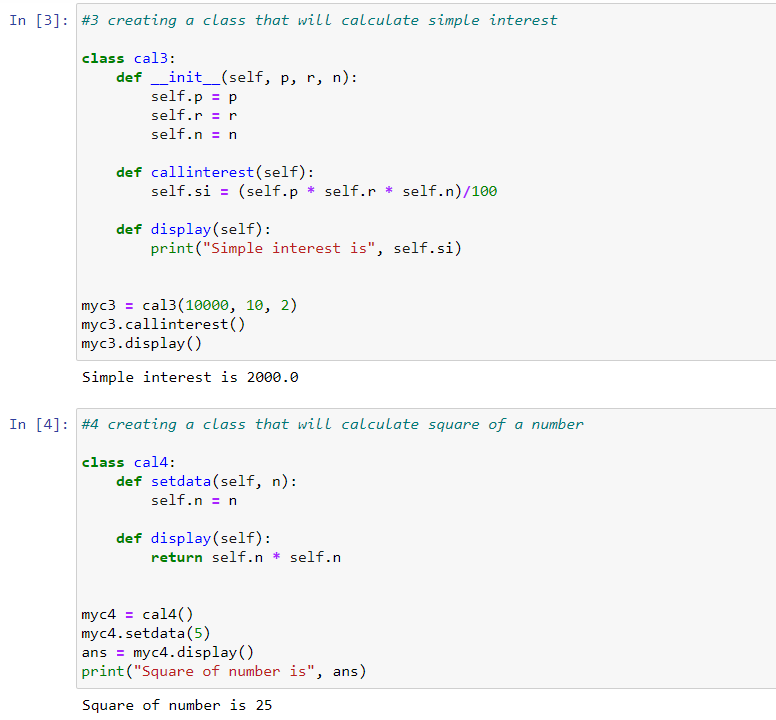 In [3]: #3 creating a class that will calculate simple interest
class cal3:
    def __init__(self, p, r, n):
        self.p = p
        self.r = r
        self.n = n
    def callinterest(self):
        self.si = (self.p * self.r * self.n)/100
    def display(self):
        print("Simple interest is", self.si)
myc3 = cal3(10000, 10, 2)
myc3.callinterest()
myc3.display()
Simple interest is 2000.0
In [4]: #4 creating a class that will calculate square of a number
class cal4:
    def setdata(self, n):
        self.n = n
    def display(self):
        return self.n * self.n
myc4 = cal4()
myc4.setdata(5)
ans = myc4.display()
print("Square of number is", ans)
Square of number is 25